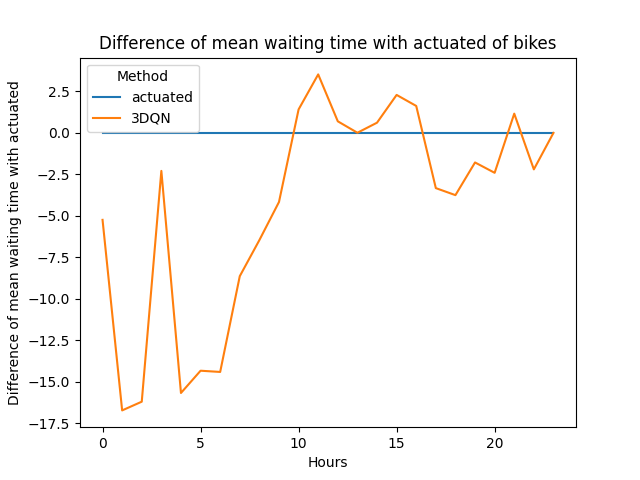 Difference of mean waiting time with actuated of bikes
Difference of mean waiting time with actuated
2.5
0.0
−2.5
−5.0
−7.5
−10.0
−12.5
−15.0
−17.5
Method
actuated
3DQN
0 5 10 15 20
Hours